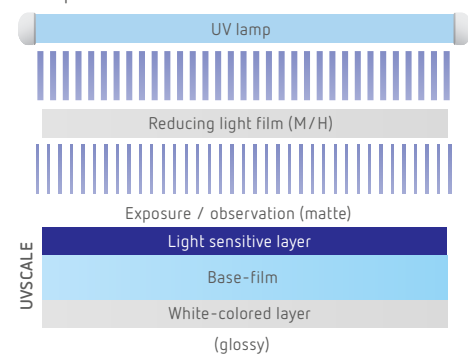 UV lamp
Reducing light film (M/H)
Exposure / observation (matte)
Light sensitive layer
Base-film
White-colored layer
(glossy)
UVSCALE